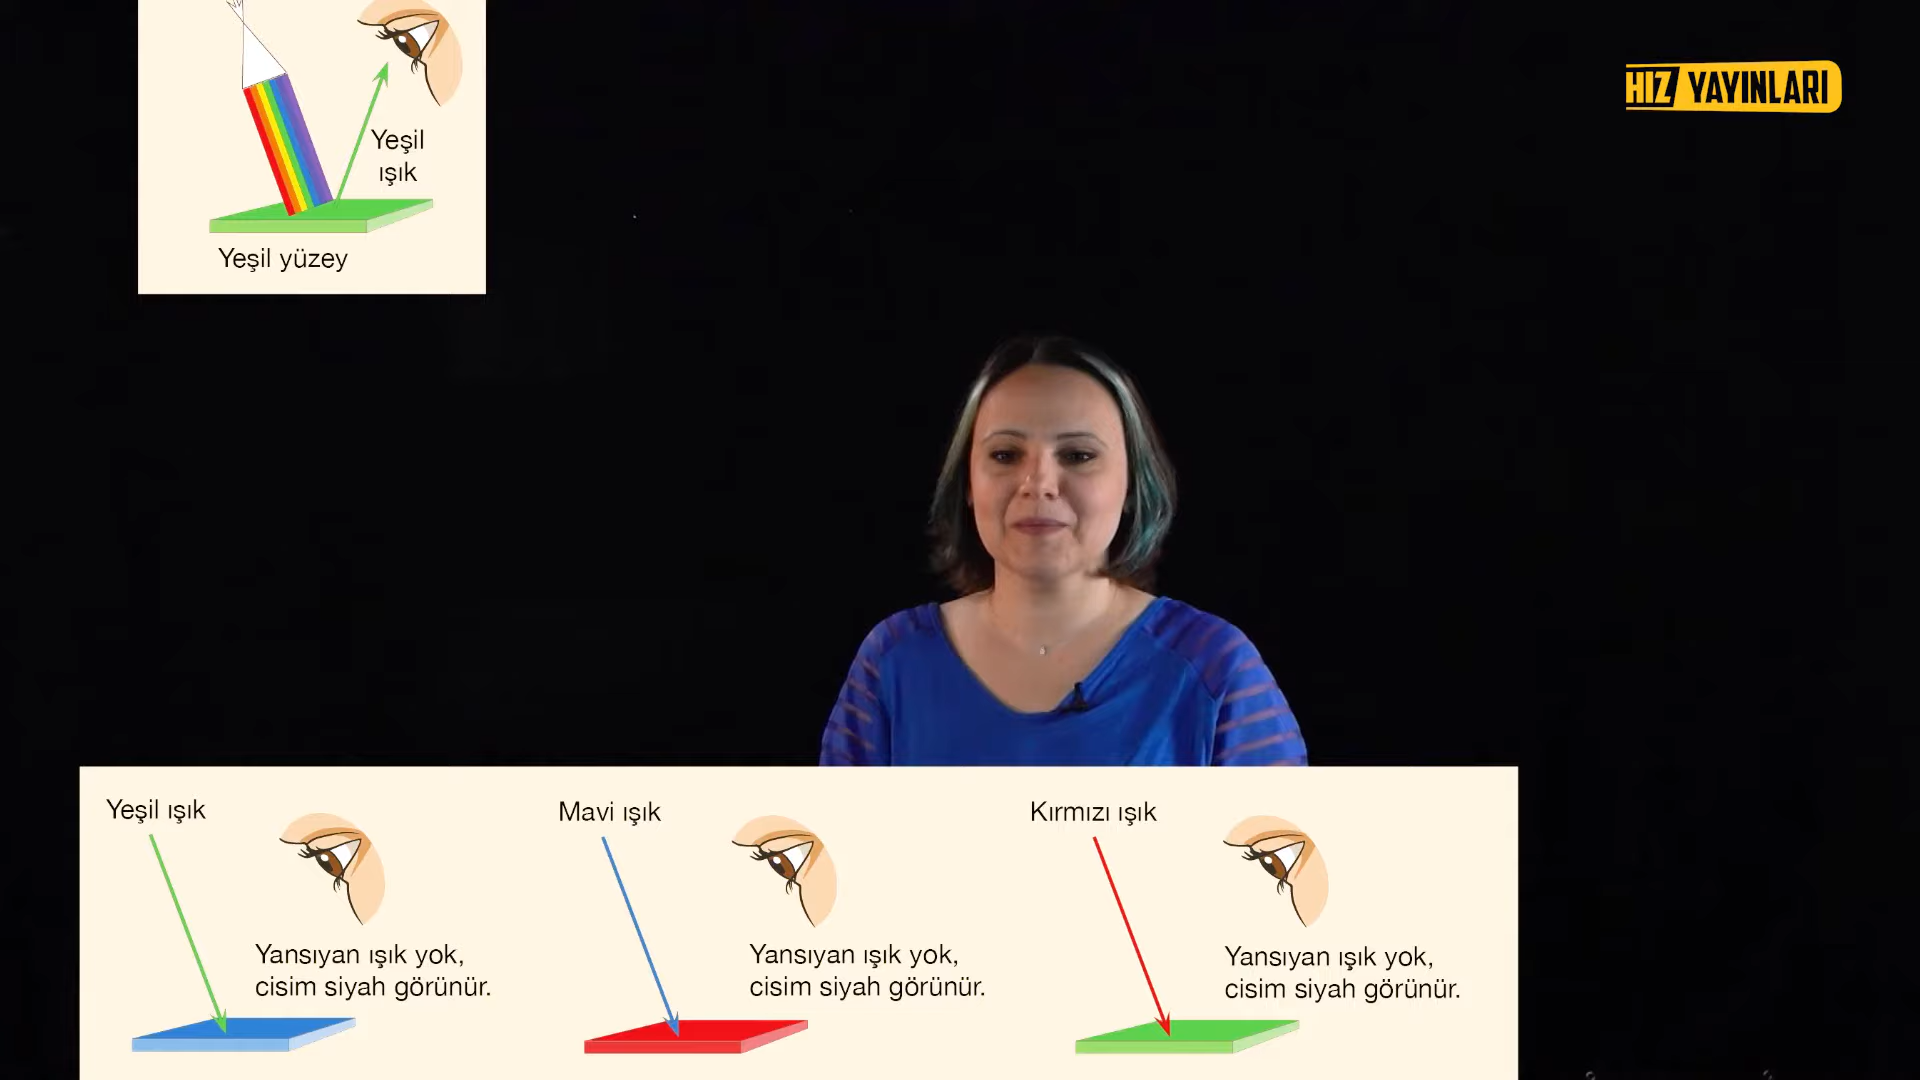 HIZ YAYINLARI
Yeşil
ışık
Yeşil yüzey
Yeşil ışık
Mavi ışık
Kırmızı ışık
Yansıyan ışık yok,
cisim siyah görünür.
Yansıyan ışık yok,
cisim siyah görünür.
Yansıyan ışık yok,
cisim siyah görünür.